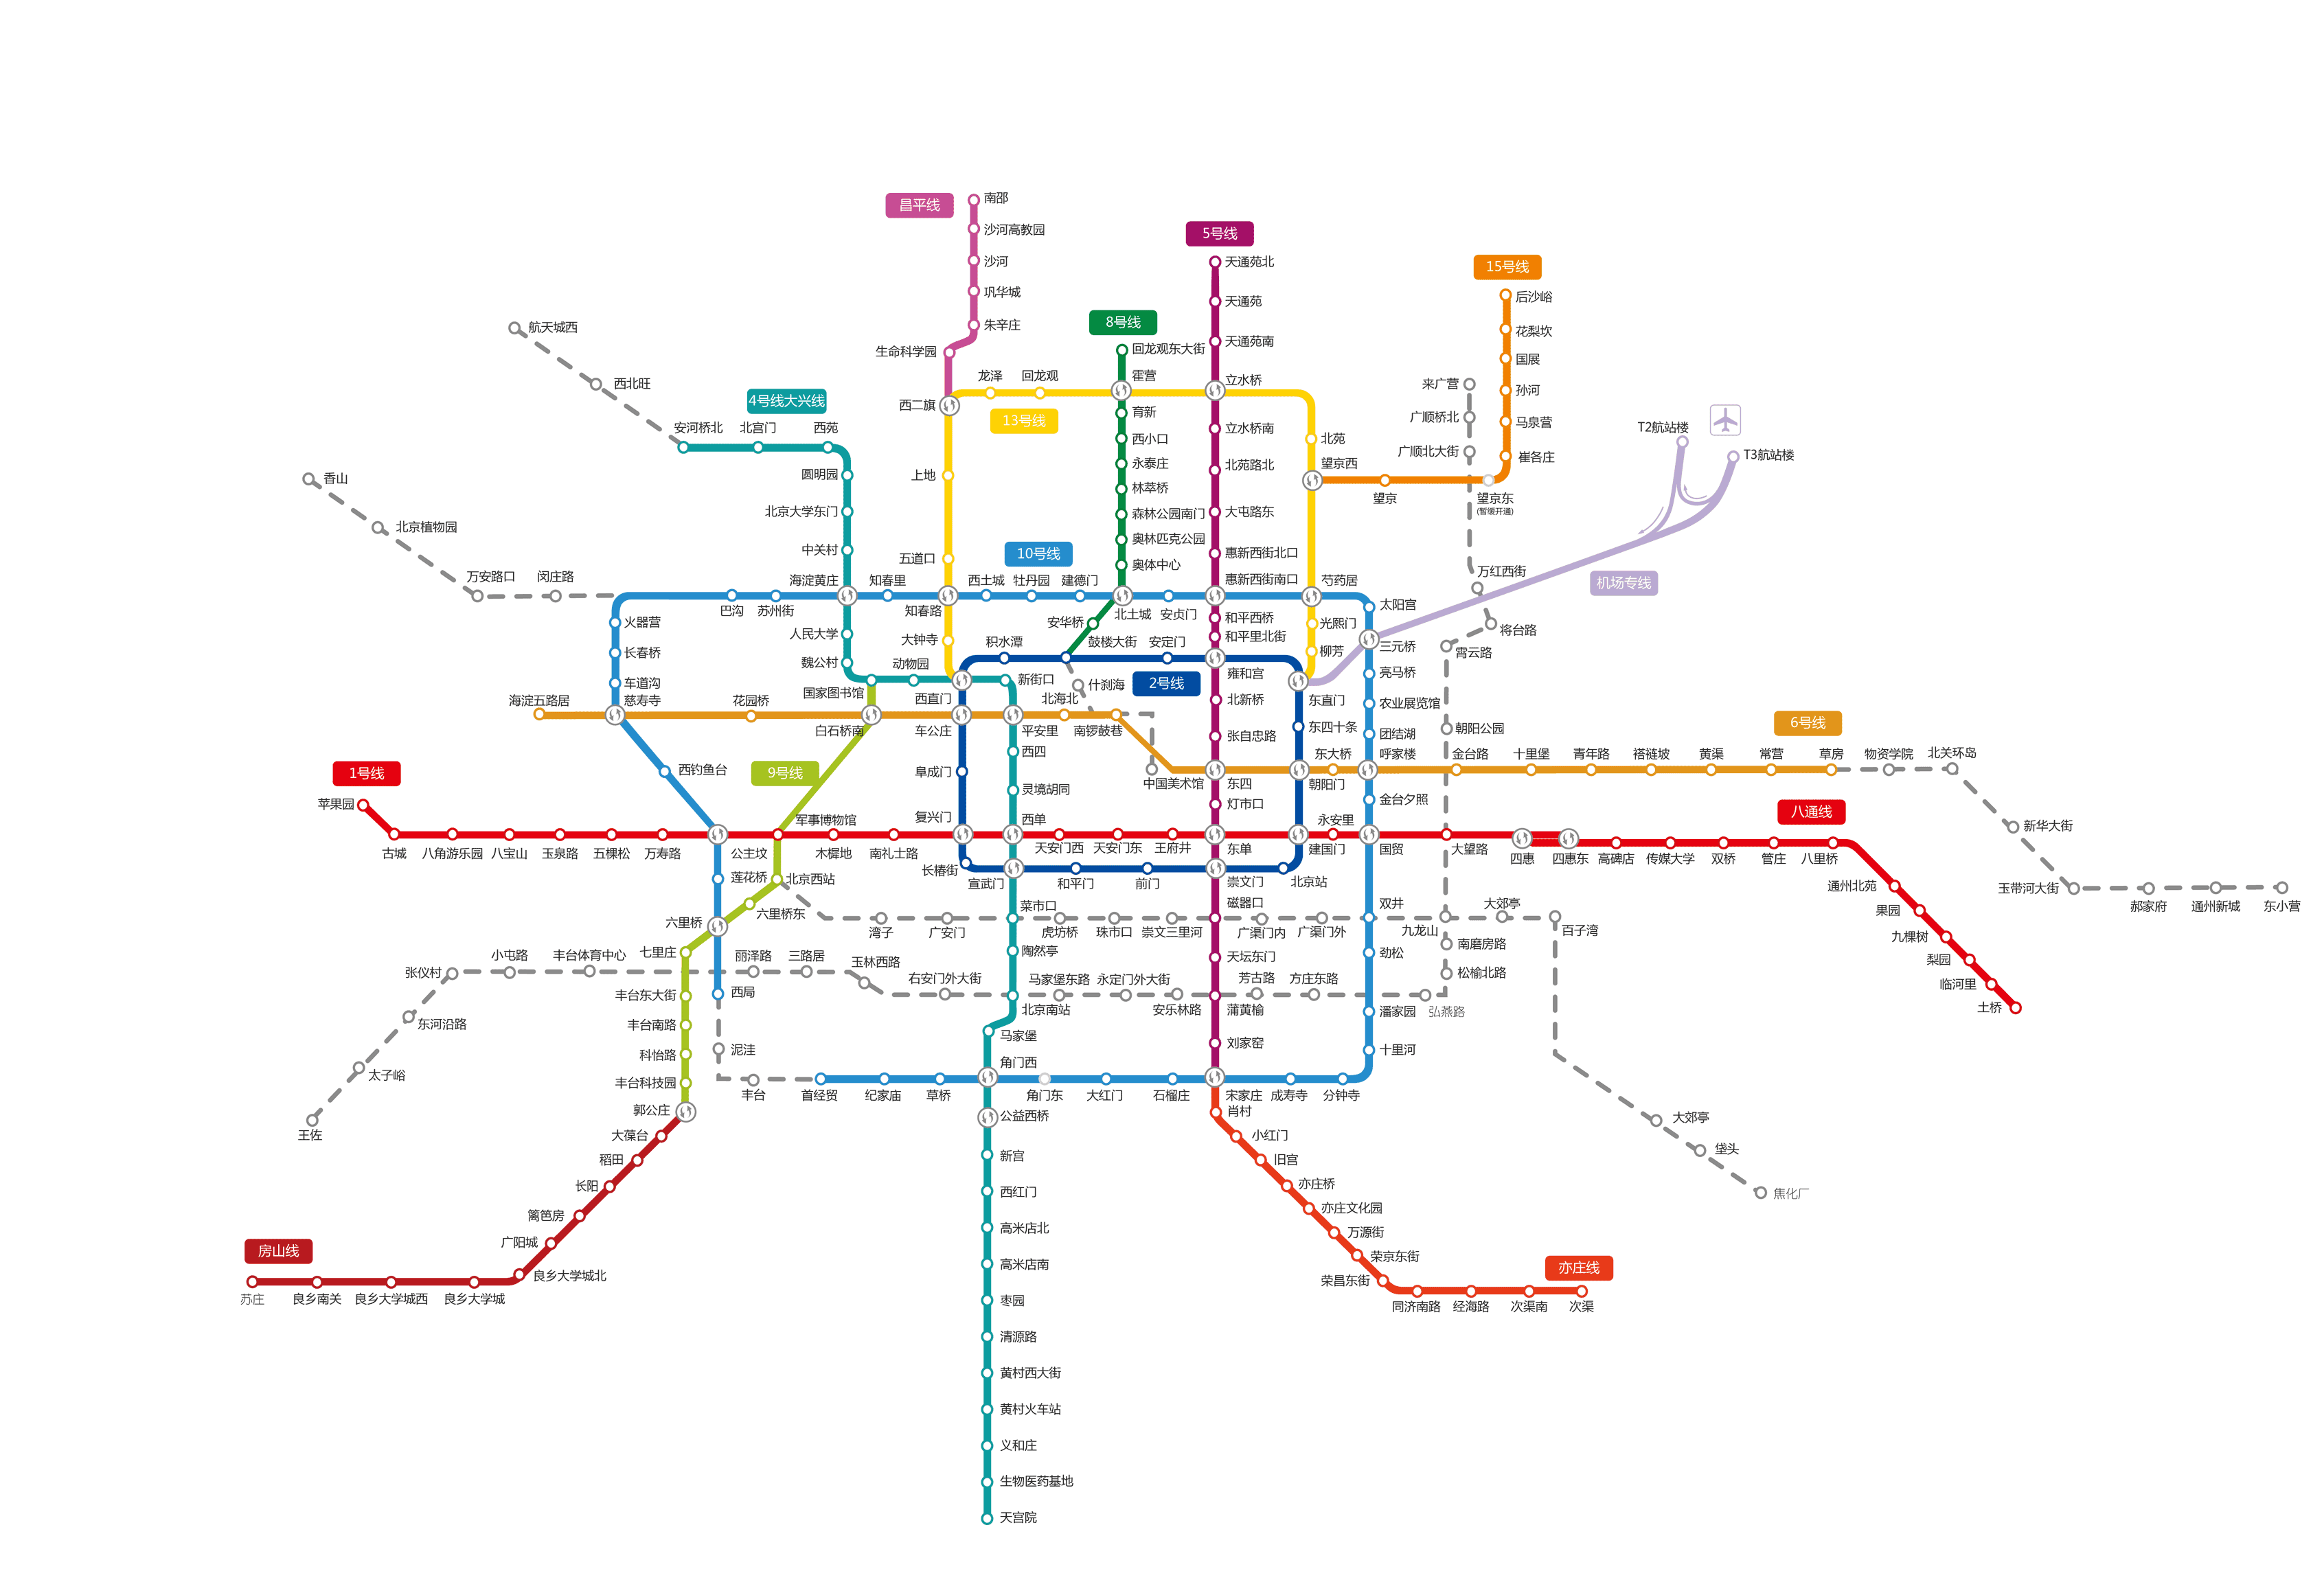 昌平线
南邵
沙河高教园
沙河
巩华城
朱辛庄
生命科学园
西二旗
5号线
天通苑北
天通苑
天通苑南
立水桥
立水桥南
北苑路北
大屯路东
惠新西街北口
惠新西街南口
和平西桥
和平里北街
雍和宫
北新桥
张自忠路
东四
灯市口
东单
崇文门
磁器口
天坛东门
蒲黄榆
刘家窑
宋家庄
15号线
后沙峪
花梨坎
国展
孙河
马泉营
崔各庄
望京东
(暂缓开通)
望京
望京西
8号线
回龙观东大街
霍营
育新
西小口
永泰庄
林萃桥
森林公园南门
奥林匹克公园
奥体中心
北土城
安华桥
鼓楼大街
什刹海
南锣鼓巷
中国美术馆
航天城西
西北旺
4号线大兴线
安河桥北
北宫门
西苑
圆明园
北京大学东门
中关村
海淀黄庄
人民大学
魏公村
国家图书馆
动物园
西直门
新街口
平安里
西四
灵境胡同
西单
宣武门
菜市口
陶然亭
北京南站
马家堡
角门西
公益西桥
新宫
西红门
高米店北
高米店南
枣园
清源路
黄村西大街
黄村火车站
义和庄
生物医药基地
天宫院
13号线
龙泽
回龙观
上地
五道口
知春路
大钟寺
北苑
芍药居
光熙门
柳芳
东直门
来广营
广顺桥北
广顺北大街
万红西街
将台路
霄云路
朝阳公园
T2航站楼
T3航站楼
机场专线
香山
北京植物园
万安路口
闵庄路
10号线
巴沟
苏州街
知春里
西土城
牡丹园
建德门
安贞门
太阳宫
三元桥
亮马桥
农业展览馆
团结湖
呼家楼
金台夕照
国贸
双井
劲松
潘家园
十里河
分钟寺
成寿寺
石榴庄
大红门
角门东
草桥
纪家庙
首经贸
丰台
泥洼
西局
六里桥
莲花桥
公主坟
西钓鱼台
慈寿寺
车道沟
长春桥
火器营
2号线
积水潭
安定门
东四十条
朝阳门
建国门
北京站
前门
和平门
长椿街
复兴门
阜成门
车公庄
6号线
海淀五路居
花园桥
白石桥南
北海北
东大桥
金台路
十里堡
青年路
褡裢坡
黄渠
常营
草房
物资学院
北关环岛
新华大街
玉带河大街
郝家府
通州新城
东小营
9号线
军事博物馆
北京西站
六里桥东
七里庄
丰台东大街
丰台南路
科怡路
丰台科技园
郭公庄
1号线
苹果园
古城
八角游乐园
八宝山
玉泉路
五棵松
万寿路
木樨地
南礼士路
天安门西
天安门东
王府井
永安里
大望路
四惠
四惠东
八通线
高碑店
传媒大学
双桥
管庄
八里桥
通州北苑
果园
九棵树
梨园
临河里
土桥
湾子
广安门
虎坊桥
珠市口
崇文三里河
广渠门内
广渠门外
九龙山
大郊亭
百子湾
南磨房路
松榆北路
大郊亭
垡头
焦化厂
小屯路
丰台体育中心
张仪村
东河沿路
太子峪
王佐
丽泽路
三路居
玉林西路
右安门外大街
马家堡东路
永定门外大街
安乐林路
芳古路
方庄东路
弘燕路
大葆台
稻田
长阳
篱笆房
广阳城
良乡大学城北
良乡大学城
良乡大学城西
良乡南关
苏庄
房山线
肖村
小红门
旧宫
亦庄桥
亦庄文化园
万源街
荣京东街
荣昌东街
亦庄线
同济南路
经海路
次渠南
次渠